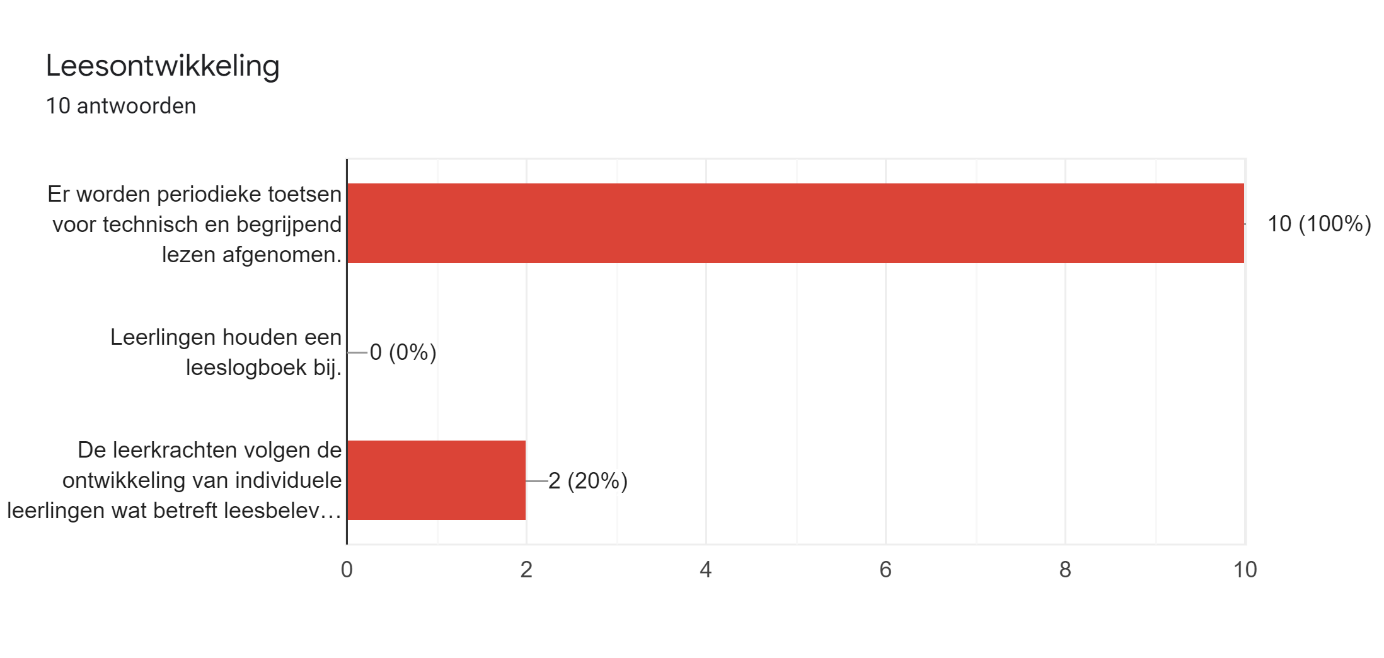 Leesontwikkeling
10 antwoorden
Er worden periodieke toetsen
voor technisch en begrijpend
lezen afgenomen.
10 (100%)
Leerlingen houden een
leeslogboek bij.
0 (0%)
De leerkrachten volgen de
ontwikkeling van individuele
leerlingen wat betreft leesbelev…
2 (20%)
0 2 4 6 8 10